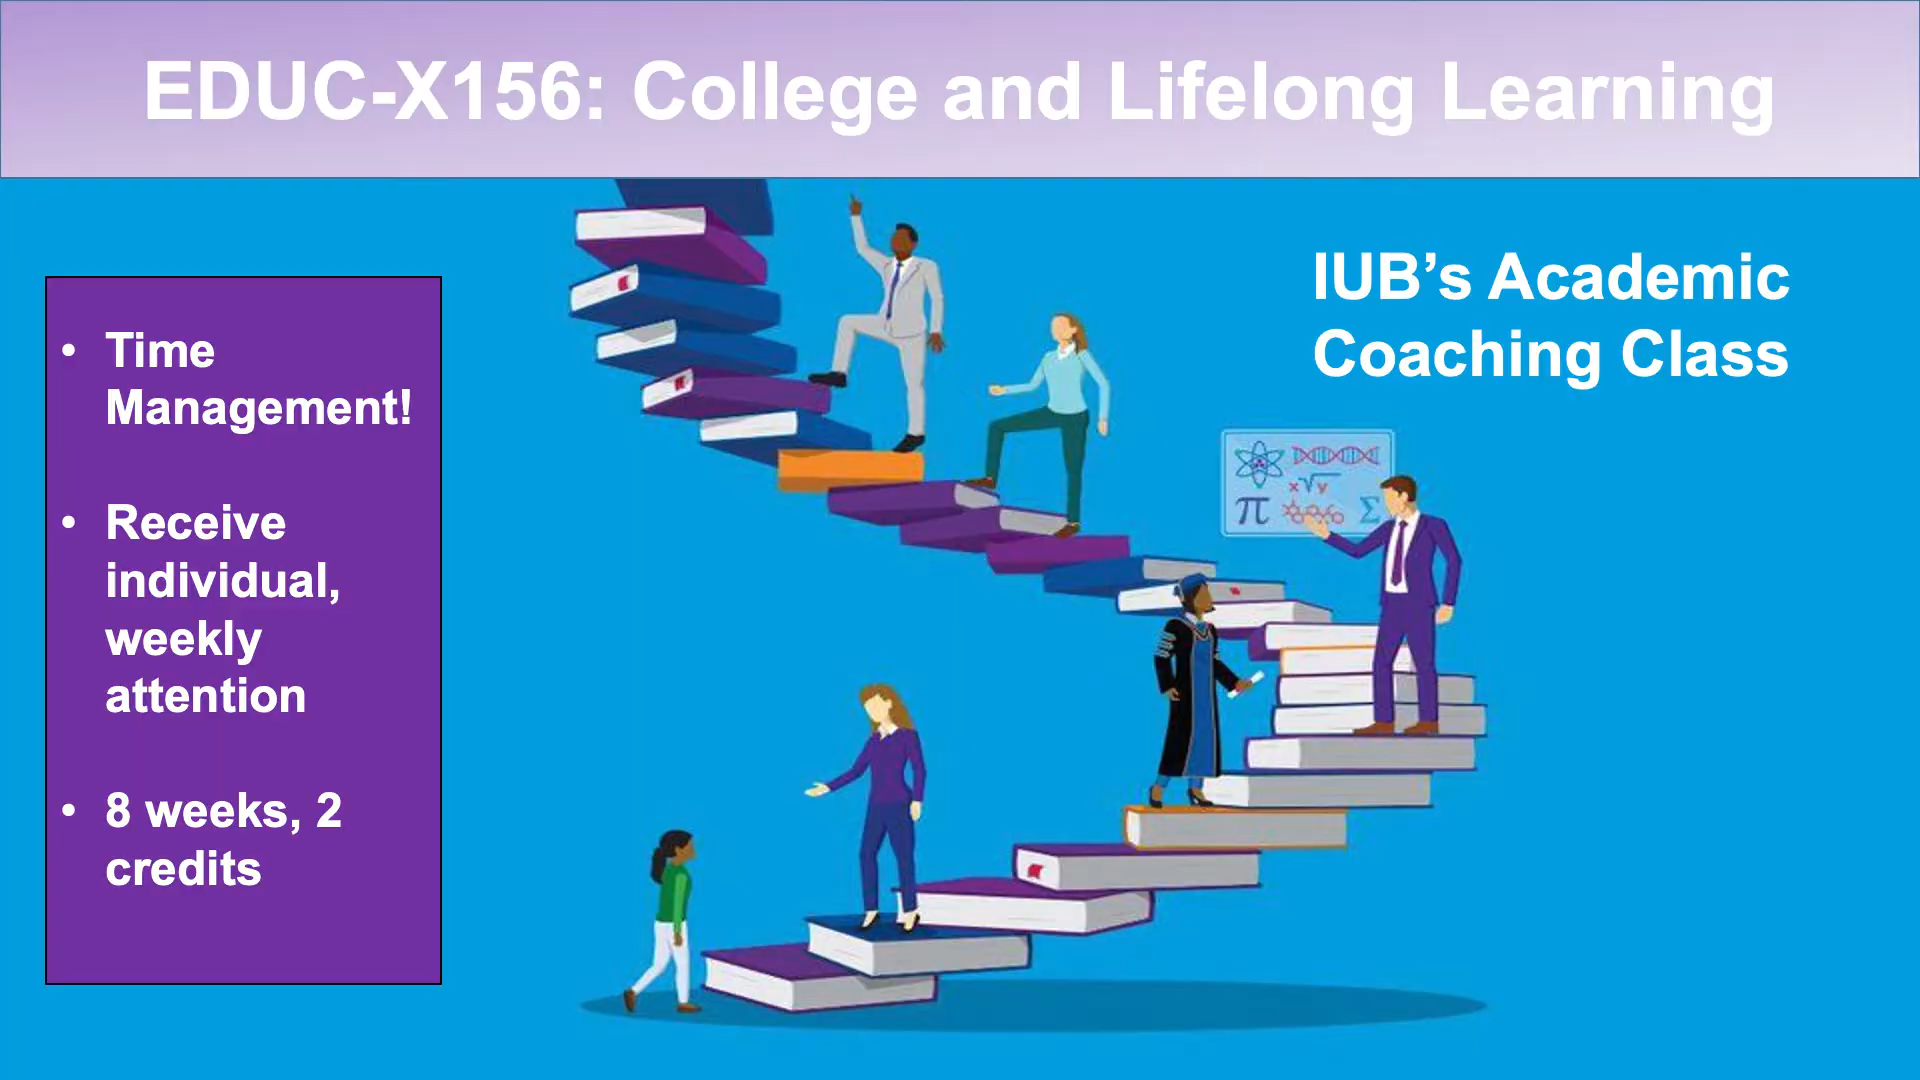 EDUC-X156: College and Lifelong Learning
IUB’s Academic
Coaching Class
• Time
Management!
• Receive
individual,
weekly
attention
• 8 weeks, 2
credits
x√y
π
Σ